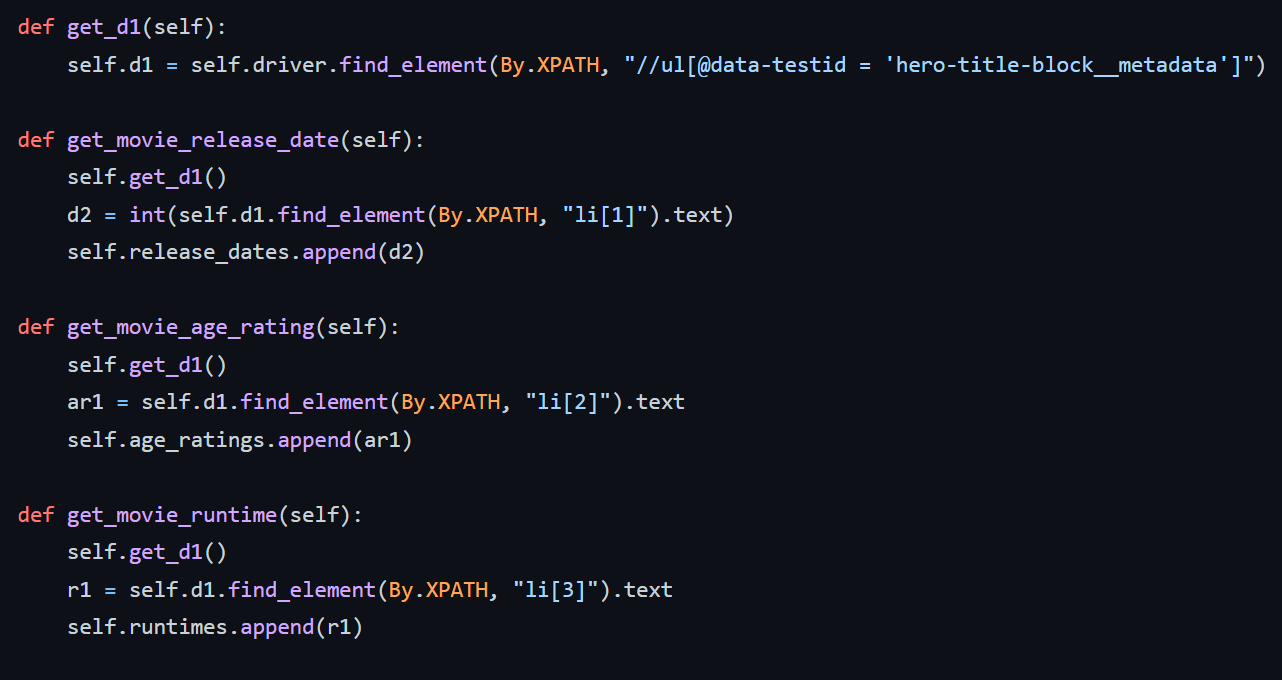 def get_d1(self):
    self.d1 = self.driver.find_element(By.XPATH, "//ul[@data-testid = 'hero-title-block__metadata']")

def get_movie_release_date(self):
    self.get_d1()
    d2 = int(self.d1.find_element(By.XPATH, "li[1]").text)
    self.release_dates.append(d2)

def get_movie_age_rating(self):
    self.get_d1()
    ar1 = self.d1.find_element(By.XPATH, "li[2]").text
    self.age_ratings.append(ar1)

def get_movie_runtime(self):
    self.get_d1()
    r1 = self.d1.find_element(By.XPATH, "li[3]").text
    self.runtimes.append(r1)